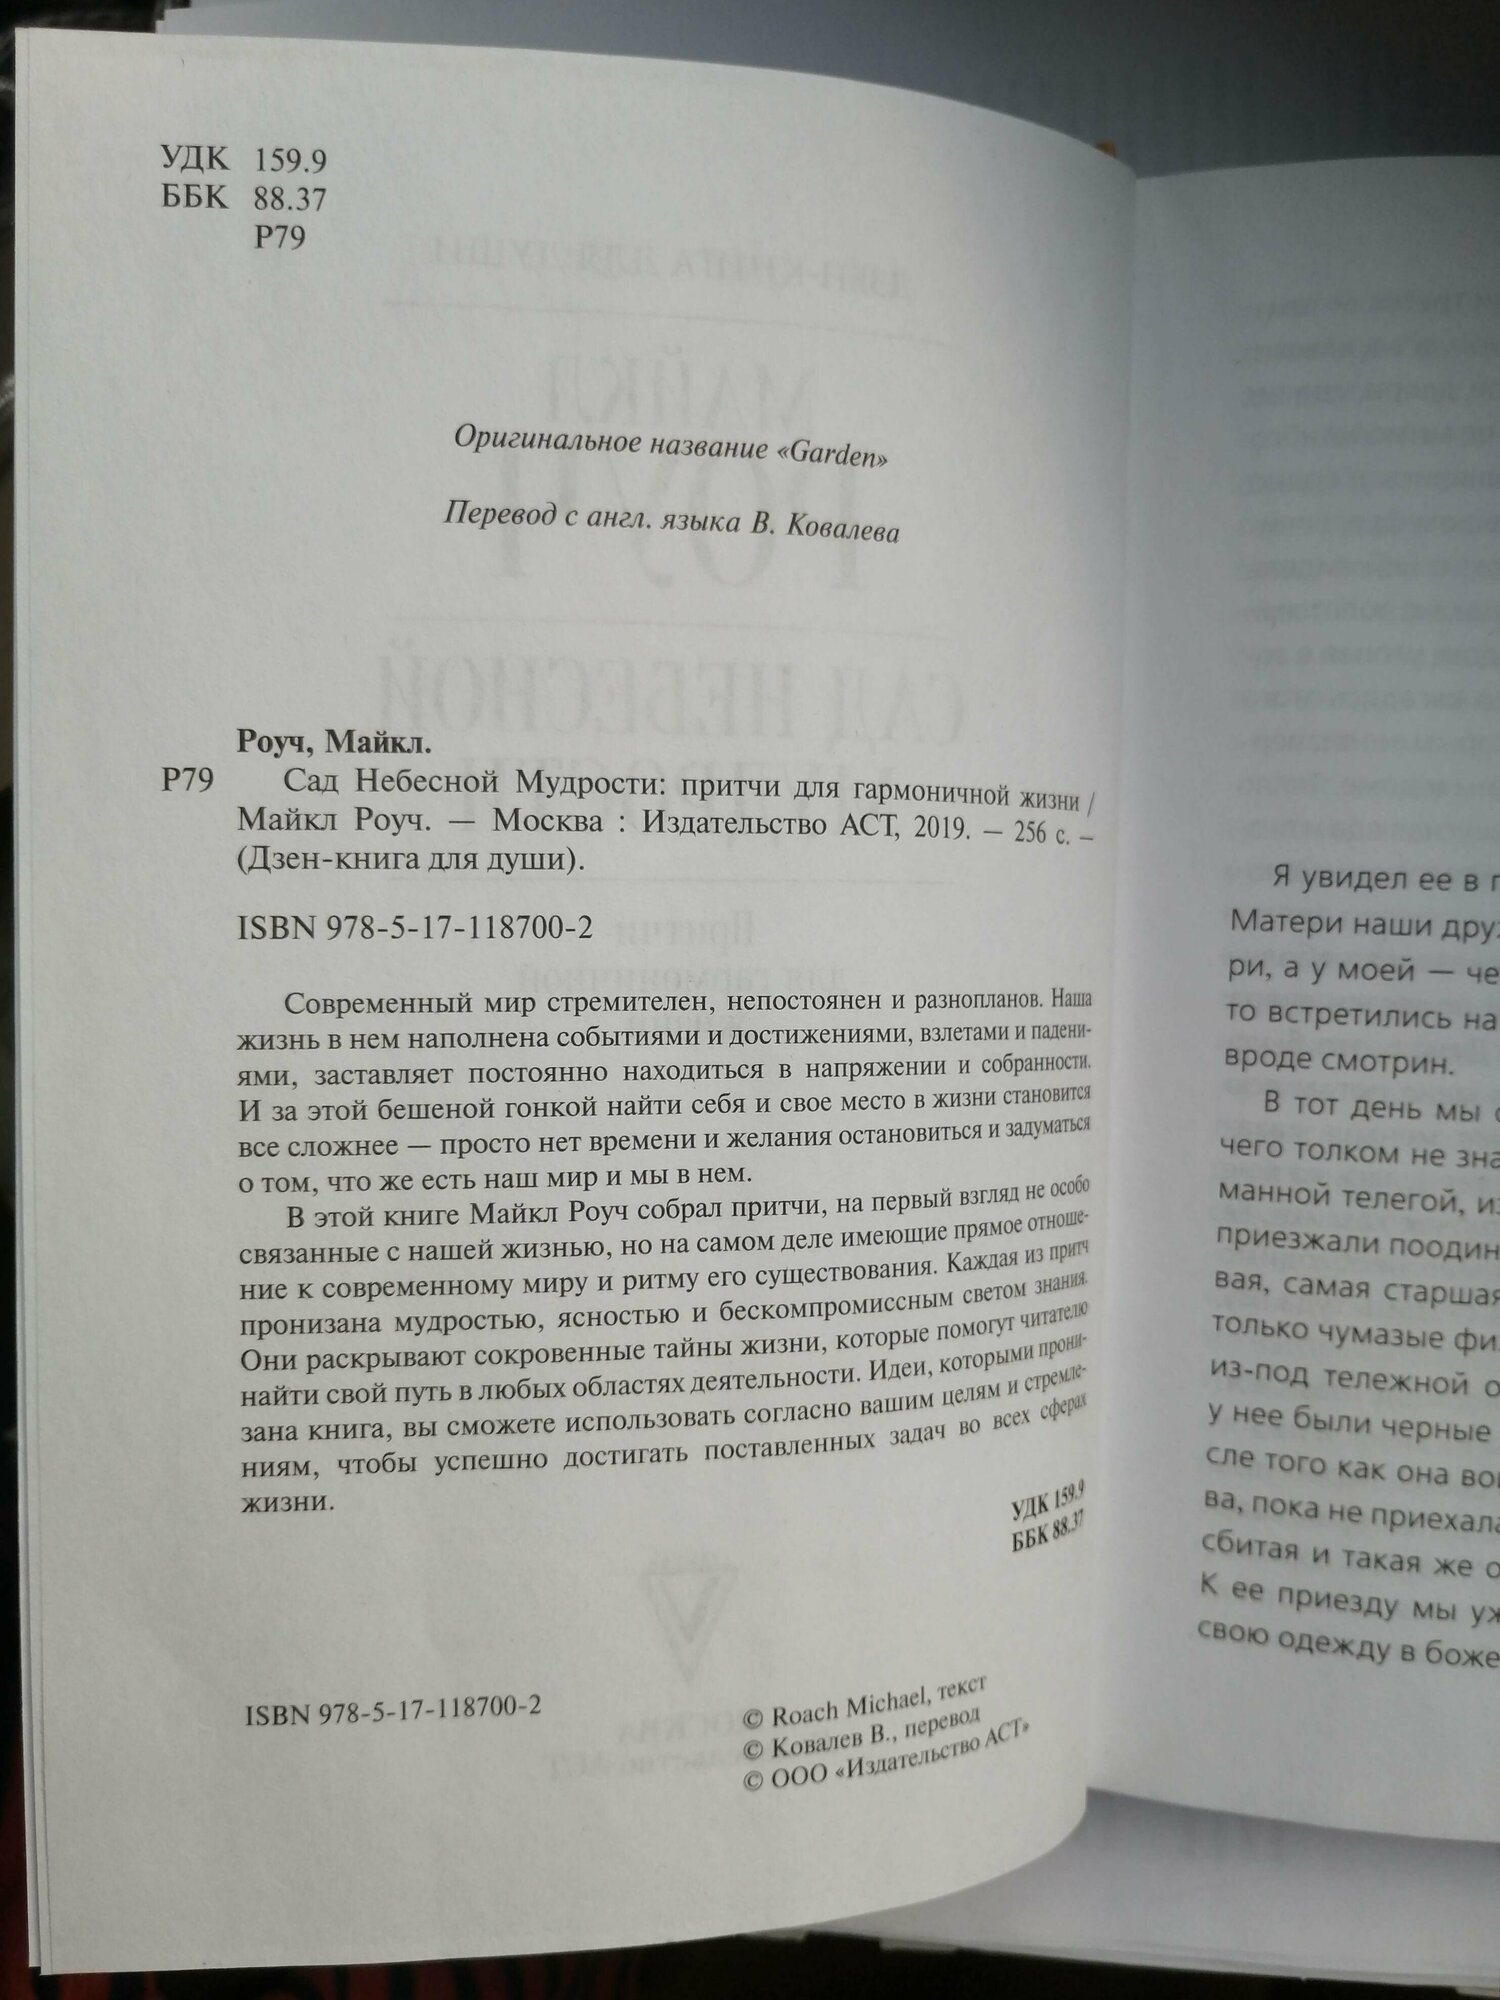 УДК 159.9
ББК 88.37
Р79
Оригинальное название «Garden»
Перевод с англ. языка В. Ковалева
Роуч, Майкл.
Р79 Сад Небесной Мудрости: притчи для гармоничной жизни /
Майкл Роуч. — Москва : Издательство АСТ, 2019. — 256 с. —
(Дзен-книга для души).
ISBN 978-5-17-118700-2
Современный мир стремителен, непостоянен и разнопланов. Наша
жизнь в нем наполнена событиями и достижениями, взлетами и падени-
ями, заставляет постоянно находиться в напряжении и собранности.
И за этой бешеной гонкой найти себя и свое место в жизни становится
все сложнее — просто нет времени и желания остановиться и задуматься
о том, что же есть наш мир и мы в нем.
В этой книге Майкл Роуч собрал притчи, на первый взгляд не особо
связанные с нашей жизнью, но на самом деле имеющие прямое отноше-
ние к современному миру и ритму его существования. Каждая из притч
пронизана мудростью, ясностью и бескомпромиссным светом знания.
Они раскрывают сокровенные тайны жизни, которые помогут читателю
найти свой путь в любых областях деятельности. Идеи, которыми прони-
зана книга, вы сможете использовать согласно вашим целям и стремле-
ниям, чтобы успешно достигать поставленных задач во всех сферах
жизни.
УДК 159.9
ББК 88.37
ISBN 978-5-17-118700-2
© Roach Michael, текст
© Ковалев В., перевод
© ООО «Издательство АСТ»
Я увидел ее в
Матери наши
ри, а у моей —
то встретились на
вроде смотрин.
В тот день мы
чего толком не
манной телегой,
приезжали
вая, самая старшая
только чумазые
из-под тележной
у нее были черные
сле того как она
ва, пока не приехала
сбитая и такая же
К ее приезду мы
свою одежду в